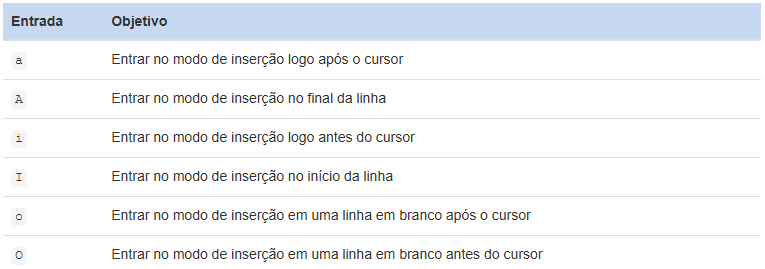 Entrada Objetivo
a Entrar no modo de inserção logo após o cursor
A Entrar no modo de inserção no final da linha
i Entrar no modo de inserção logo antes do cursor
I Entrar no modo de inserção no início da linha
o Entrar no modo de inserção em uma linha em branco após o cursor
O Entrar no modo de inserção em uma linha em branco antes do cursor